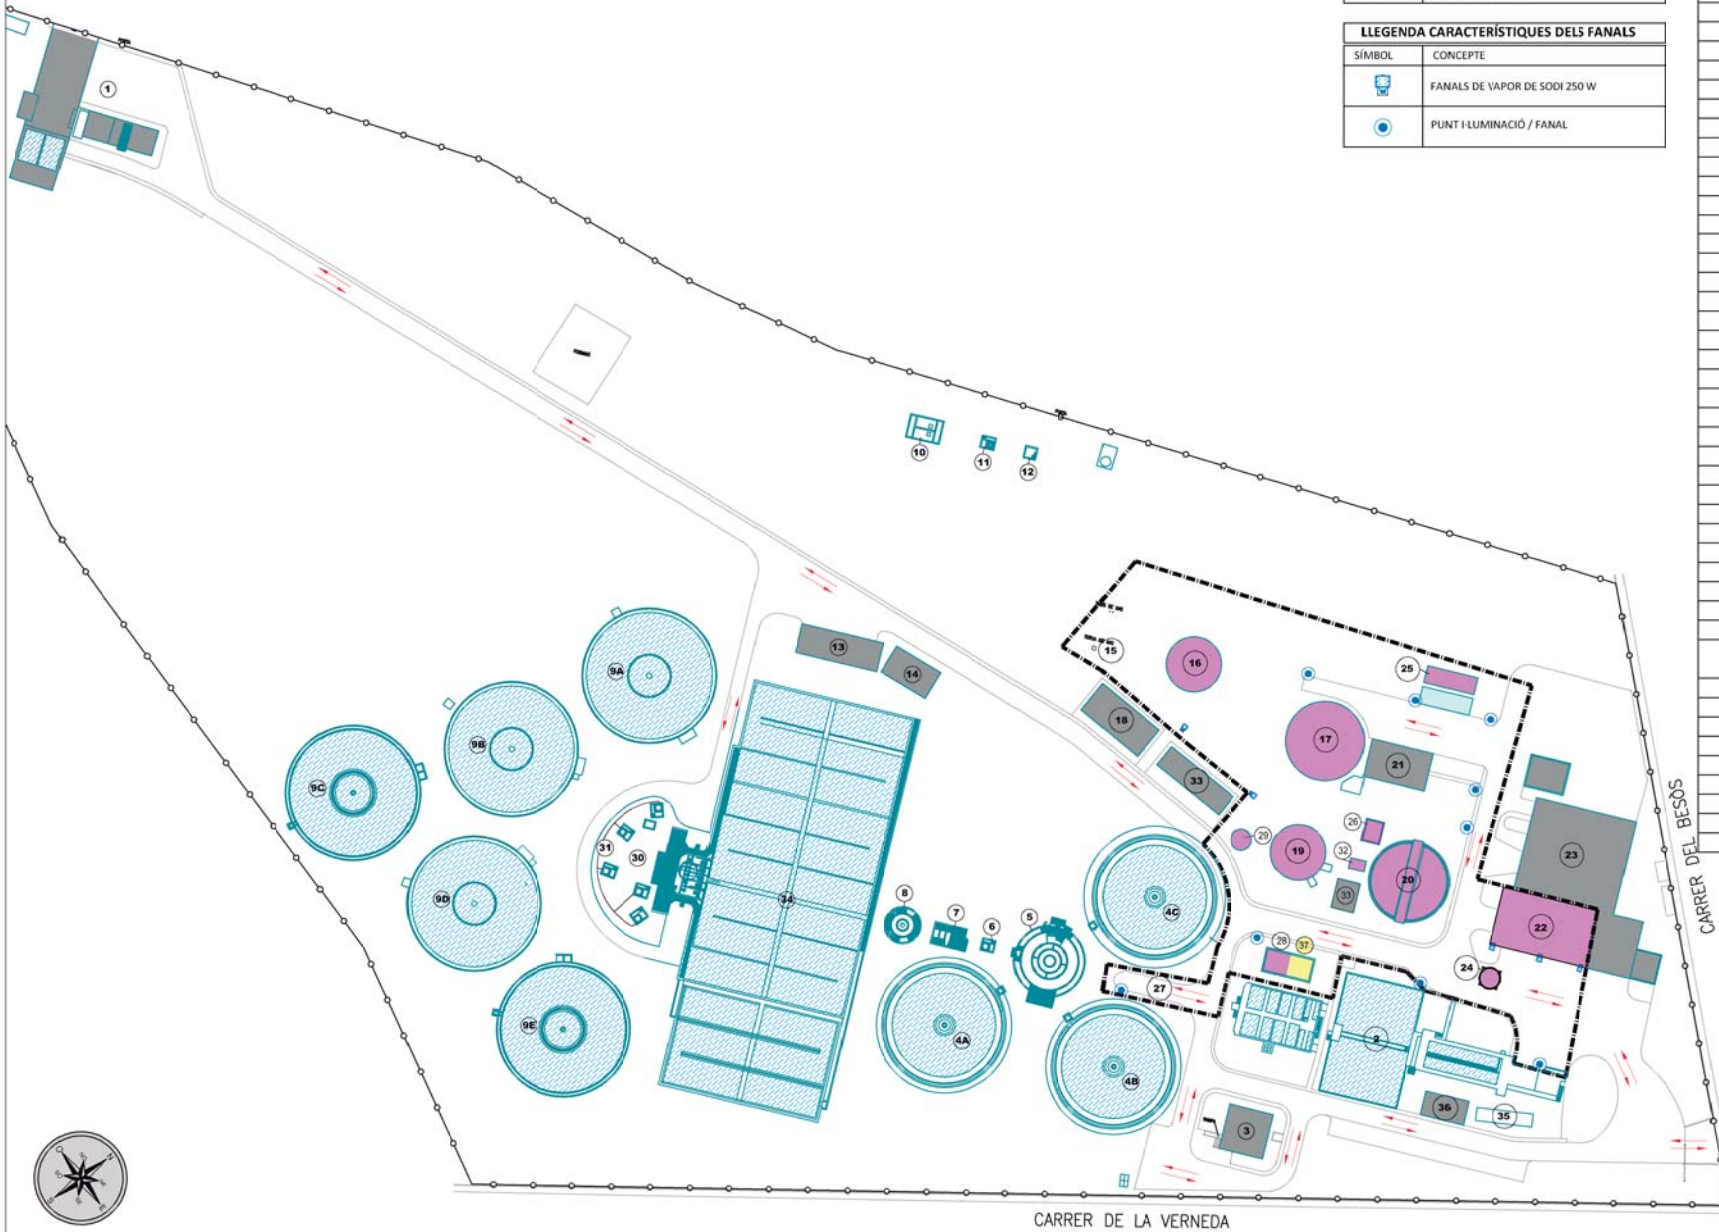 LLEGENDA CARACTERÍSTIQUES DELS FANALS
SÍMBOL CONCEPTE
FANALS DE VAPOR DE SODI 250 W
PUNT I·LUMINACIÓ / FANAL
1
10
11
12
13
14
15
16
25
9A
18
17
21
9B
33
9C
26
29
19
32
20
23
31
30
34
33
9D
4C
8
7
6
5
22
28
37
24
27
9E
4A
2
4B
36
35
3
CARRER DEL BESÒS
CARRER DE LA VERNEDA